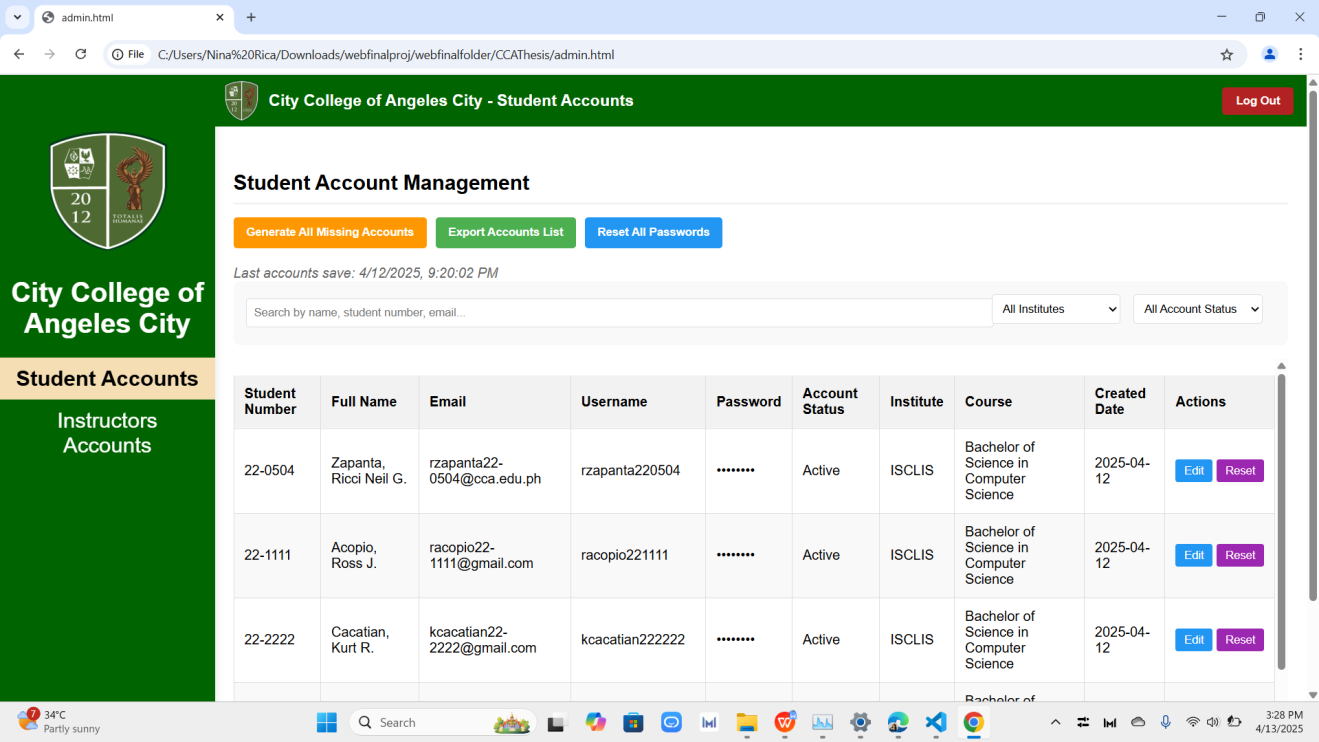 admin.html
File
C:/Users/Nina%20Rica/Downloads/webfinalproj/webfinalfolder/CCAThesis/admin.html
City College of Angeles City - Student Accounts
Log Out
20
12
TOTALIS
HUMANAE
City College of
Angeles City
Student Accounts
Instructors
Accounts
Student Account Management
Generate All Missing Accounts
Export Accounts List
Reset All Passwords
Last accounts save: 4/12/2025, 9:20:02 PM
Search by name, student number, email...
All Institutes
All Account Status
Student
Number
Full Name
Email
Username
Password
Account
Status
Institute
Course
Created
Date
Actions
22-0504
Zapanta,
Ricci Neil G.
rzapanta22-
0504@cca.edu.ph
rzapanta220504
••••••••
Active
ISCLIS
Bachelor of
Science in
Computer
Science
2025-04-
12
Edit
Reset
22-1111
Acopio,
Ross J.
racopio22-
1111@gmail.com
racopio221111
••••••••
Active
ISCLIS
Bachelor of
Science in
Computer
Science
2025-04-
12
Edit
Reset
22-2222
Cacatian,
Kurt R.
kcacatian22-
2222@gmail.com
kcacatian222222
••••••••
Active
ISCLIS
Bachelor of
Science in
Computer
Science
2025-04-
12
Edit
Reset
Bachelor of
7
34°C
Partly sunny
Search
3:28 PM
4/13/2025